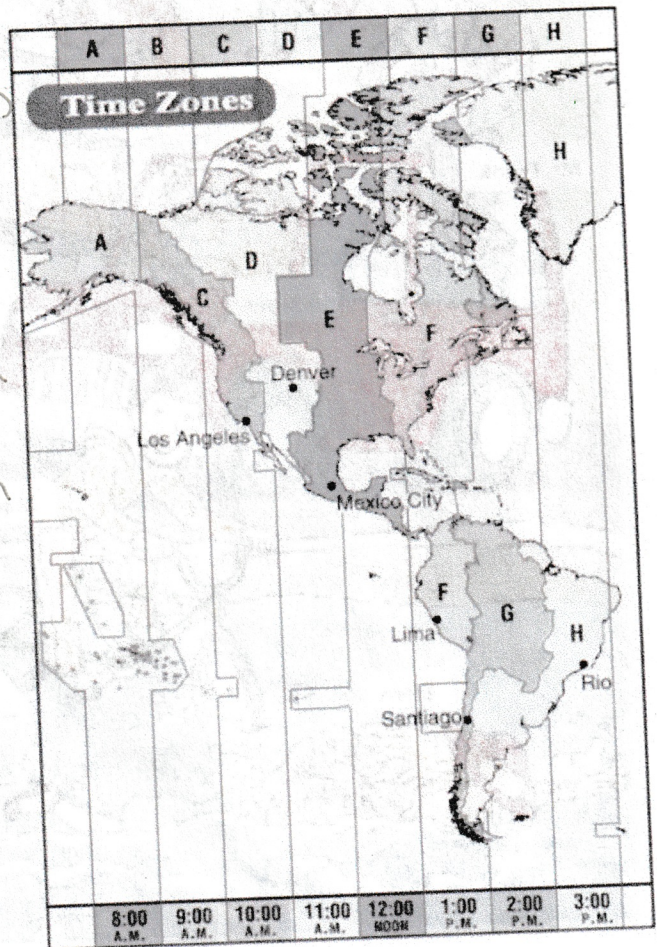 A B C D E F G H
Time Zones
H
A
D
C
E
F
Denver
Los Angeles
Mexico City
F
G
Lima
H
Rio
Santiago
8:00 9:00 10:00 11:00 12:00 1:00 2:00 3:00
A.M. A.M. A.M. A.M. NOON P.M. P.M. P.M.